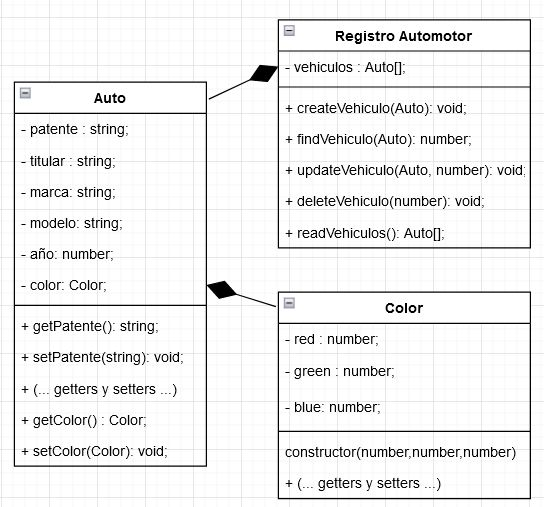 Auto
- patente : string;
- titular : string;
- marca: string;
- modelo: string;
- año: number;
- color: Color;
+ getPatente(): string;
+ setPatente(string): void;
+ (... getters y setters ...)
+ getColor() : Color;
+ setColor(Color): void;
Registro Automotor
- vehiculos : Auto[];
+ createVehiculo(Auto): void;
+ findVehiculo(Auto): number;
+ updateVehiculo(Auto, number): void;
+ deleteVehiculo(number): void;
+ readVehiculos(): Auto[];
Color
- red : number;
- green : number;
- blue: number;
constructor(number,number,number)
+ (... getters y setters ...)